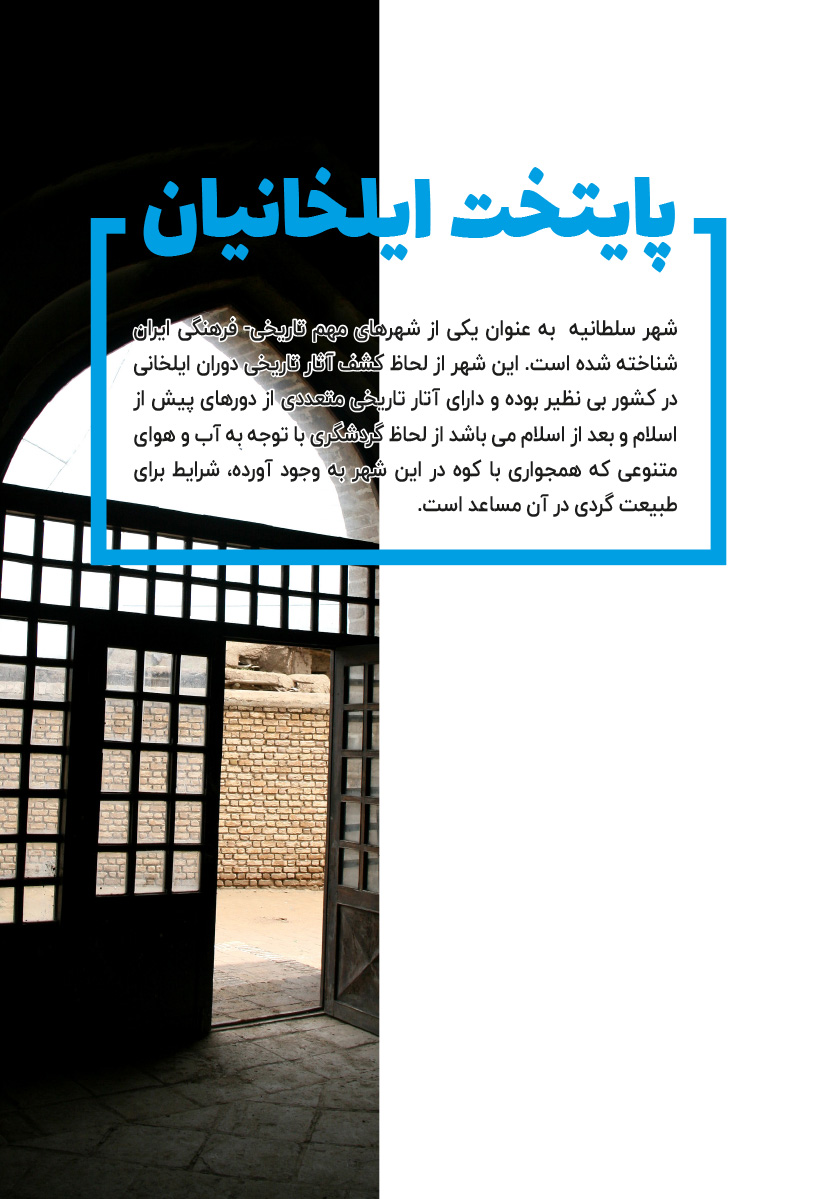 پایتخت ایلخانیان
شهر سلطانیه به عنوان یکی از شهرهای مهم تاریخی- فرهنگی ایران
شناخته شده است. این شهر از لحاظ کشف آثار تاریخی دوران ایلخانی
در کشور بی نظیر بوده و دارای آتار تاریخی متعددی از دورهای پیش از
اسلام و بعد از اسلام می باشد از لحاظ گردشگری با توجه بِه آب و هوای
متنوعی که همجواری با کوه در این شهر به وجود آورده، شرایط برای
طبیعت گردی در آن مساعد است.